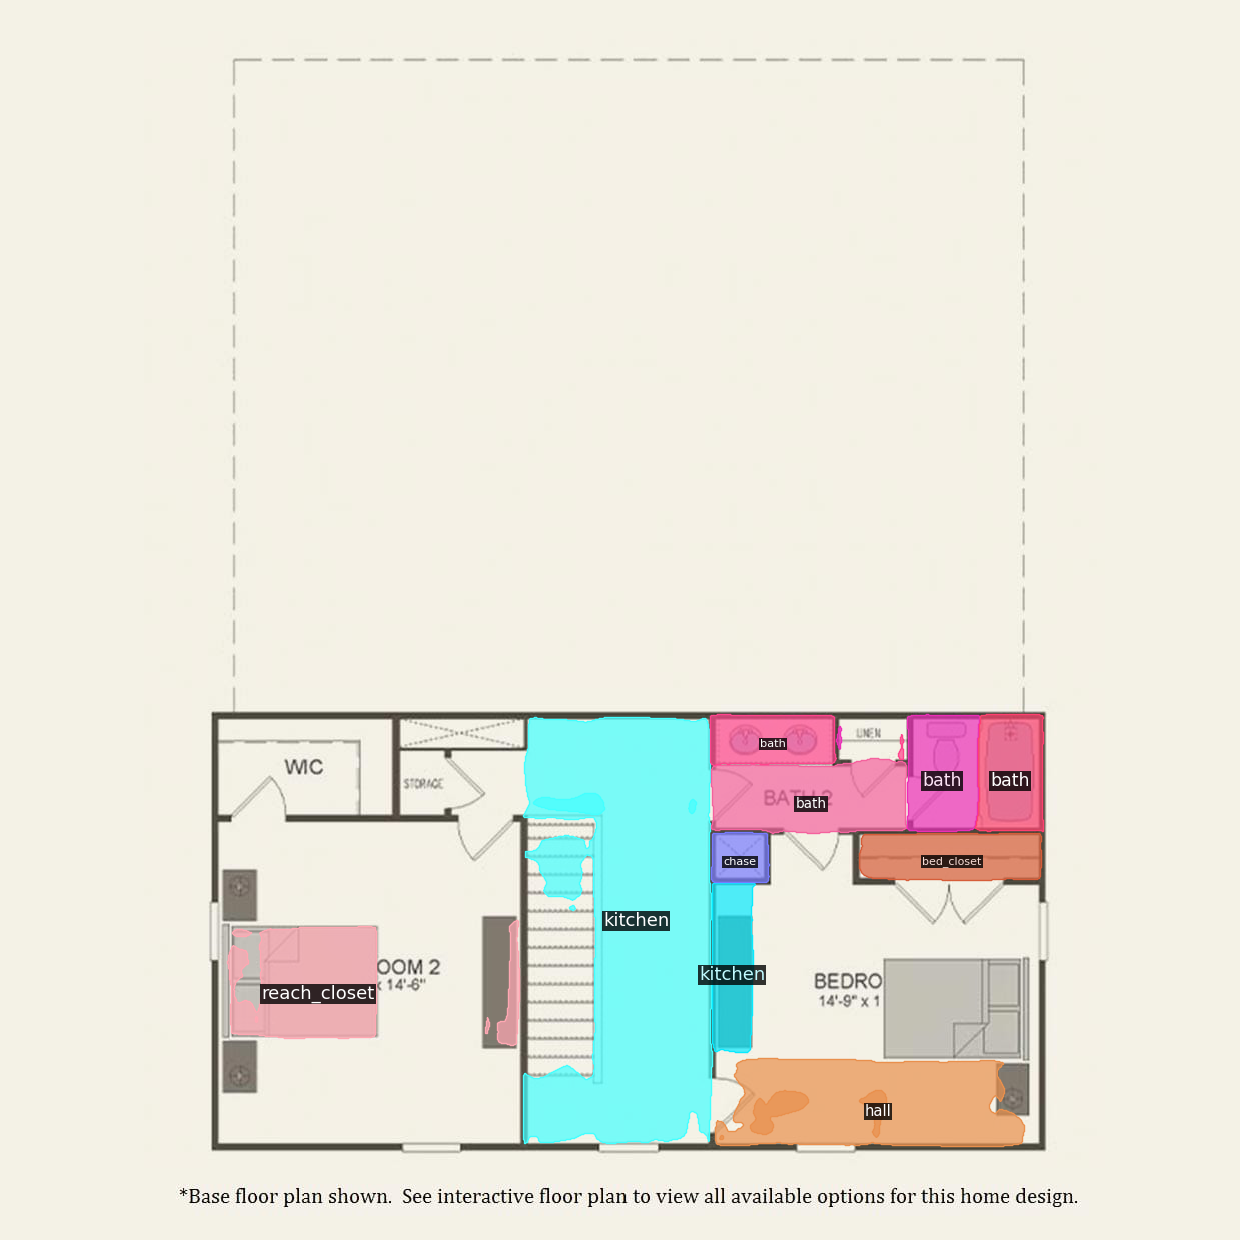 bath
LINEN
WIC
bath
bath
STORAGE
BATH 2
bath
chase
bed_closet
kitchen
OOM 2
14'-6"
reach_closet
kitchen
BEDRO
14'-9" x 1
hall
*Base floor plan shown. See interactive floor plan to view all available options for this home design.